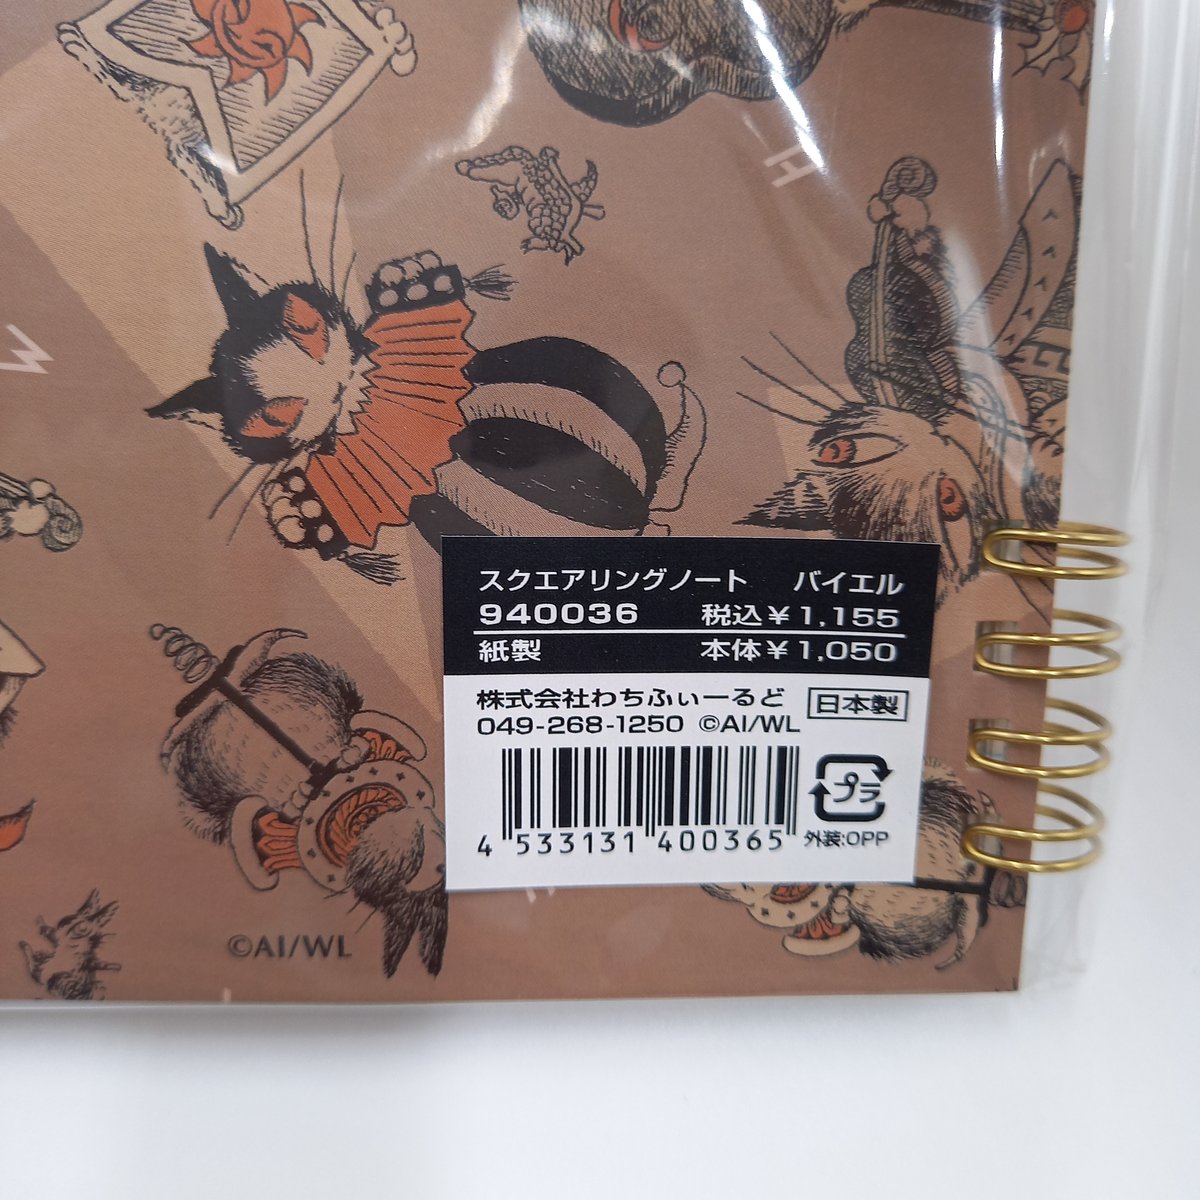 H
W
スクエアリングノート バイエル
940036 税込¥1,155
紙製 本体¥1,050
株式会社わちふぃーるど 日本製
049-268-1250 ©AI/WL
4 533131 400365
プラ
外装:OPP
©AI/WL